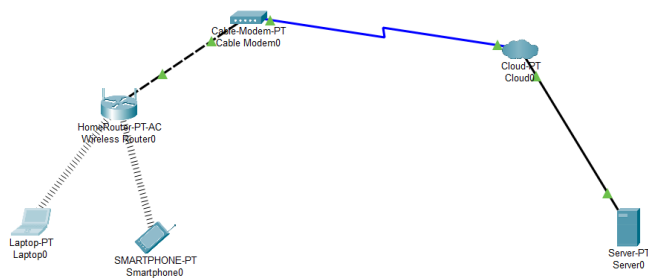 Cable-Modem-PT
Cable Modem0
Cloud-PT
Cloud0
HomeRouter-PT-AC
Wireless Router0
Laptop-PT
Laptop0
SMARTPHONE-PT
Smartphone0
Server-PT
Server0